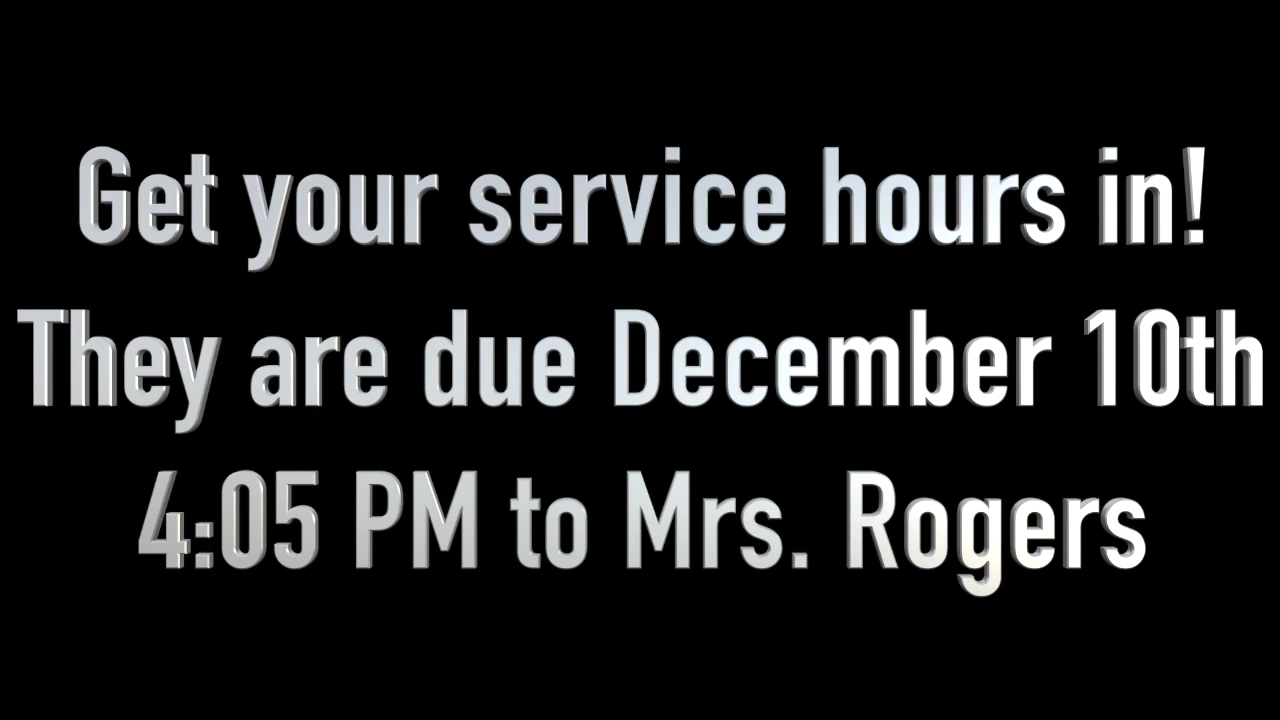 Get your service hours in!
They are due December 10th
4:05 PM to Mrs. Rogers